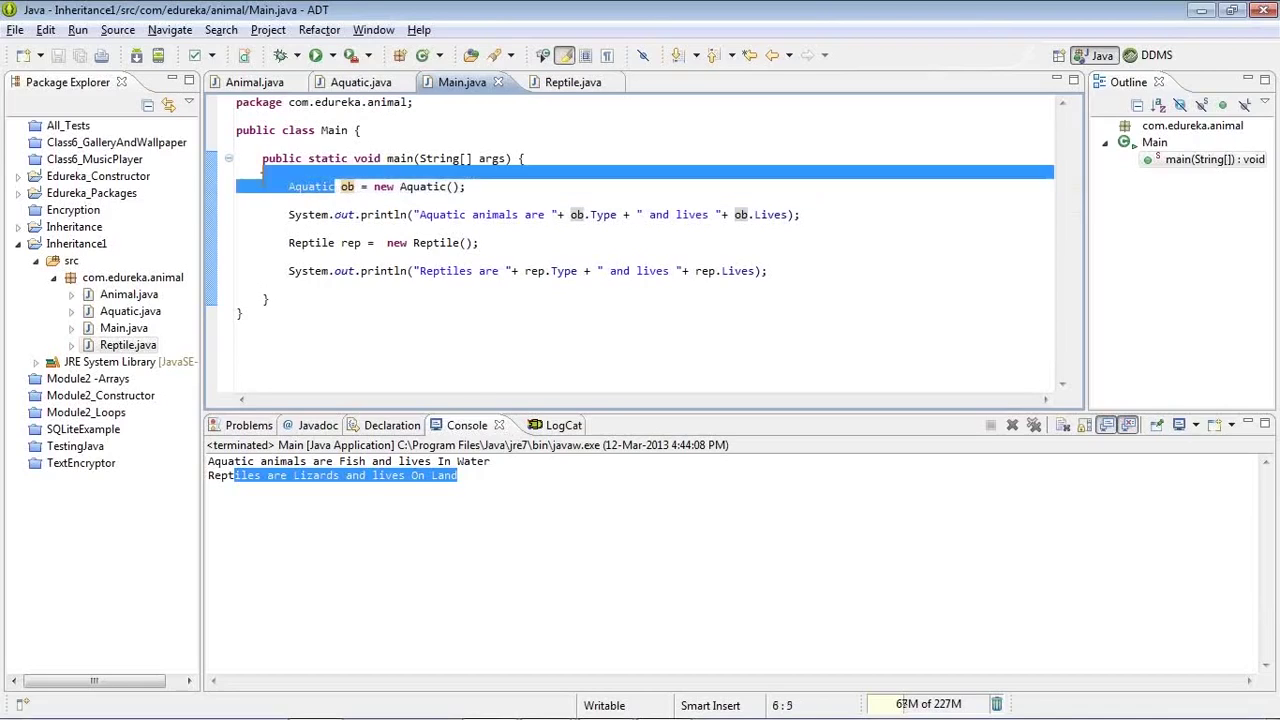 Java - Inheritance1/src/com/edureka/animal/Main.java - ADT
File Edit Run Source Navigate Search Project Refactor Window Help
Java DDMS
Package Explorer
All_Tests
Class6_GalleryAndWallpaper
Class6_MusicPlayer
Edureka_Constructor
Edureka_Packages
Encryption
Inheritance
Inheritance1
src
com.edureka.animal
Animal.java
Aquatic.java
Main.java
Reptile.java
JRE System Library [JavaSE-
Module2 -Arrays
Module2_Constructor
Module2_Loops
SQLiteExample
TestingJava
TextEncryptor
Animal.java Aquatic.java Main.java Reptile.java
package com.edureka.animal;
public class Main {
public static void main(String[] args) {
Aquatic ob = new Aquatic();
System.out.println("Aquatic animals are "+ ob.Type + " and lives "+ ob.Lives);
Reptile rep =  new Reptile();
System.out.println("Reptiles are "+ rep.Type + " and lives "+ rep.Lives);
}
}
Outline
com.edureka.animal
Main
main(String[]) : void
Problems Javadoc Declaration Console LogCat
<terminated> Main [Java Application] C:\Program Files\Java\jre7\bin\javaw.exe (12-Mar-2013 4:44:08 PM)
Aquatic animals are Fish and lives In Water
Reptiles are Lizards and lives On Land
Writable Smart Insert 6 : 5 of 227M